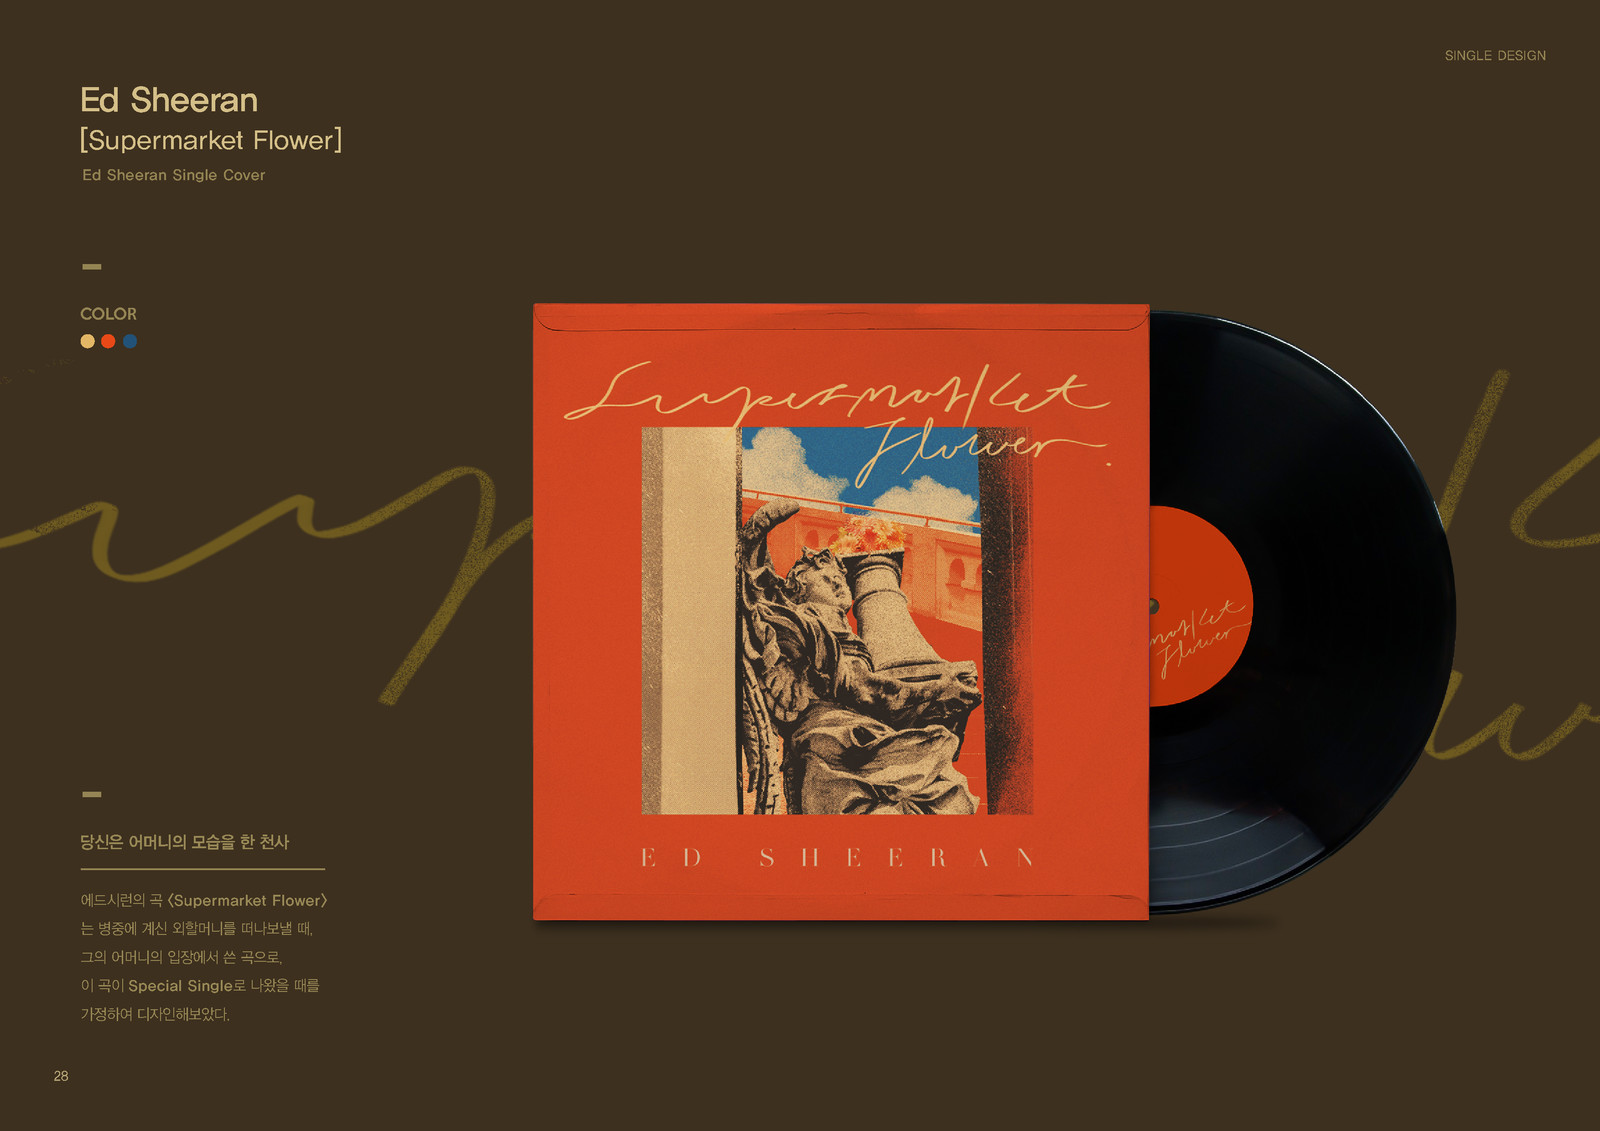 SINGLE DESIGN
Ed Sheeran
[Supermarket Flower]
Ed Sheeran Single Cover
COLOR
Supermarket
Flower.
ED SHEERAN
market
Flower
당신은 어머니의 모습을 한 천사
에드시런의 곡 <Supermarket Flower>
는 병중에 계신 외할머니를 떠나보낼 때,
그의 어머니의 입장에서 쓴 곡으로,
이 곡이 Special Single로 나왔을 때를
가정하여 디자인해보았다.
28